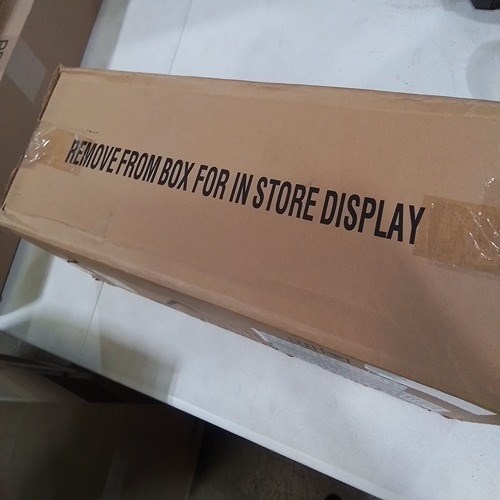 REMOVE FROM BOX FOR IN STORE DISPLAY